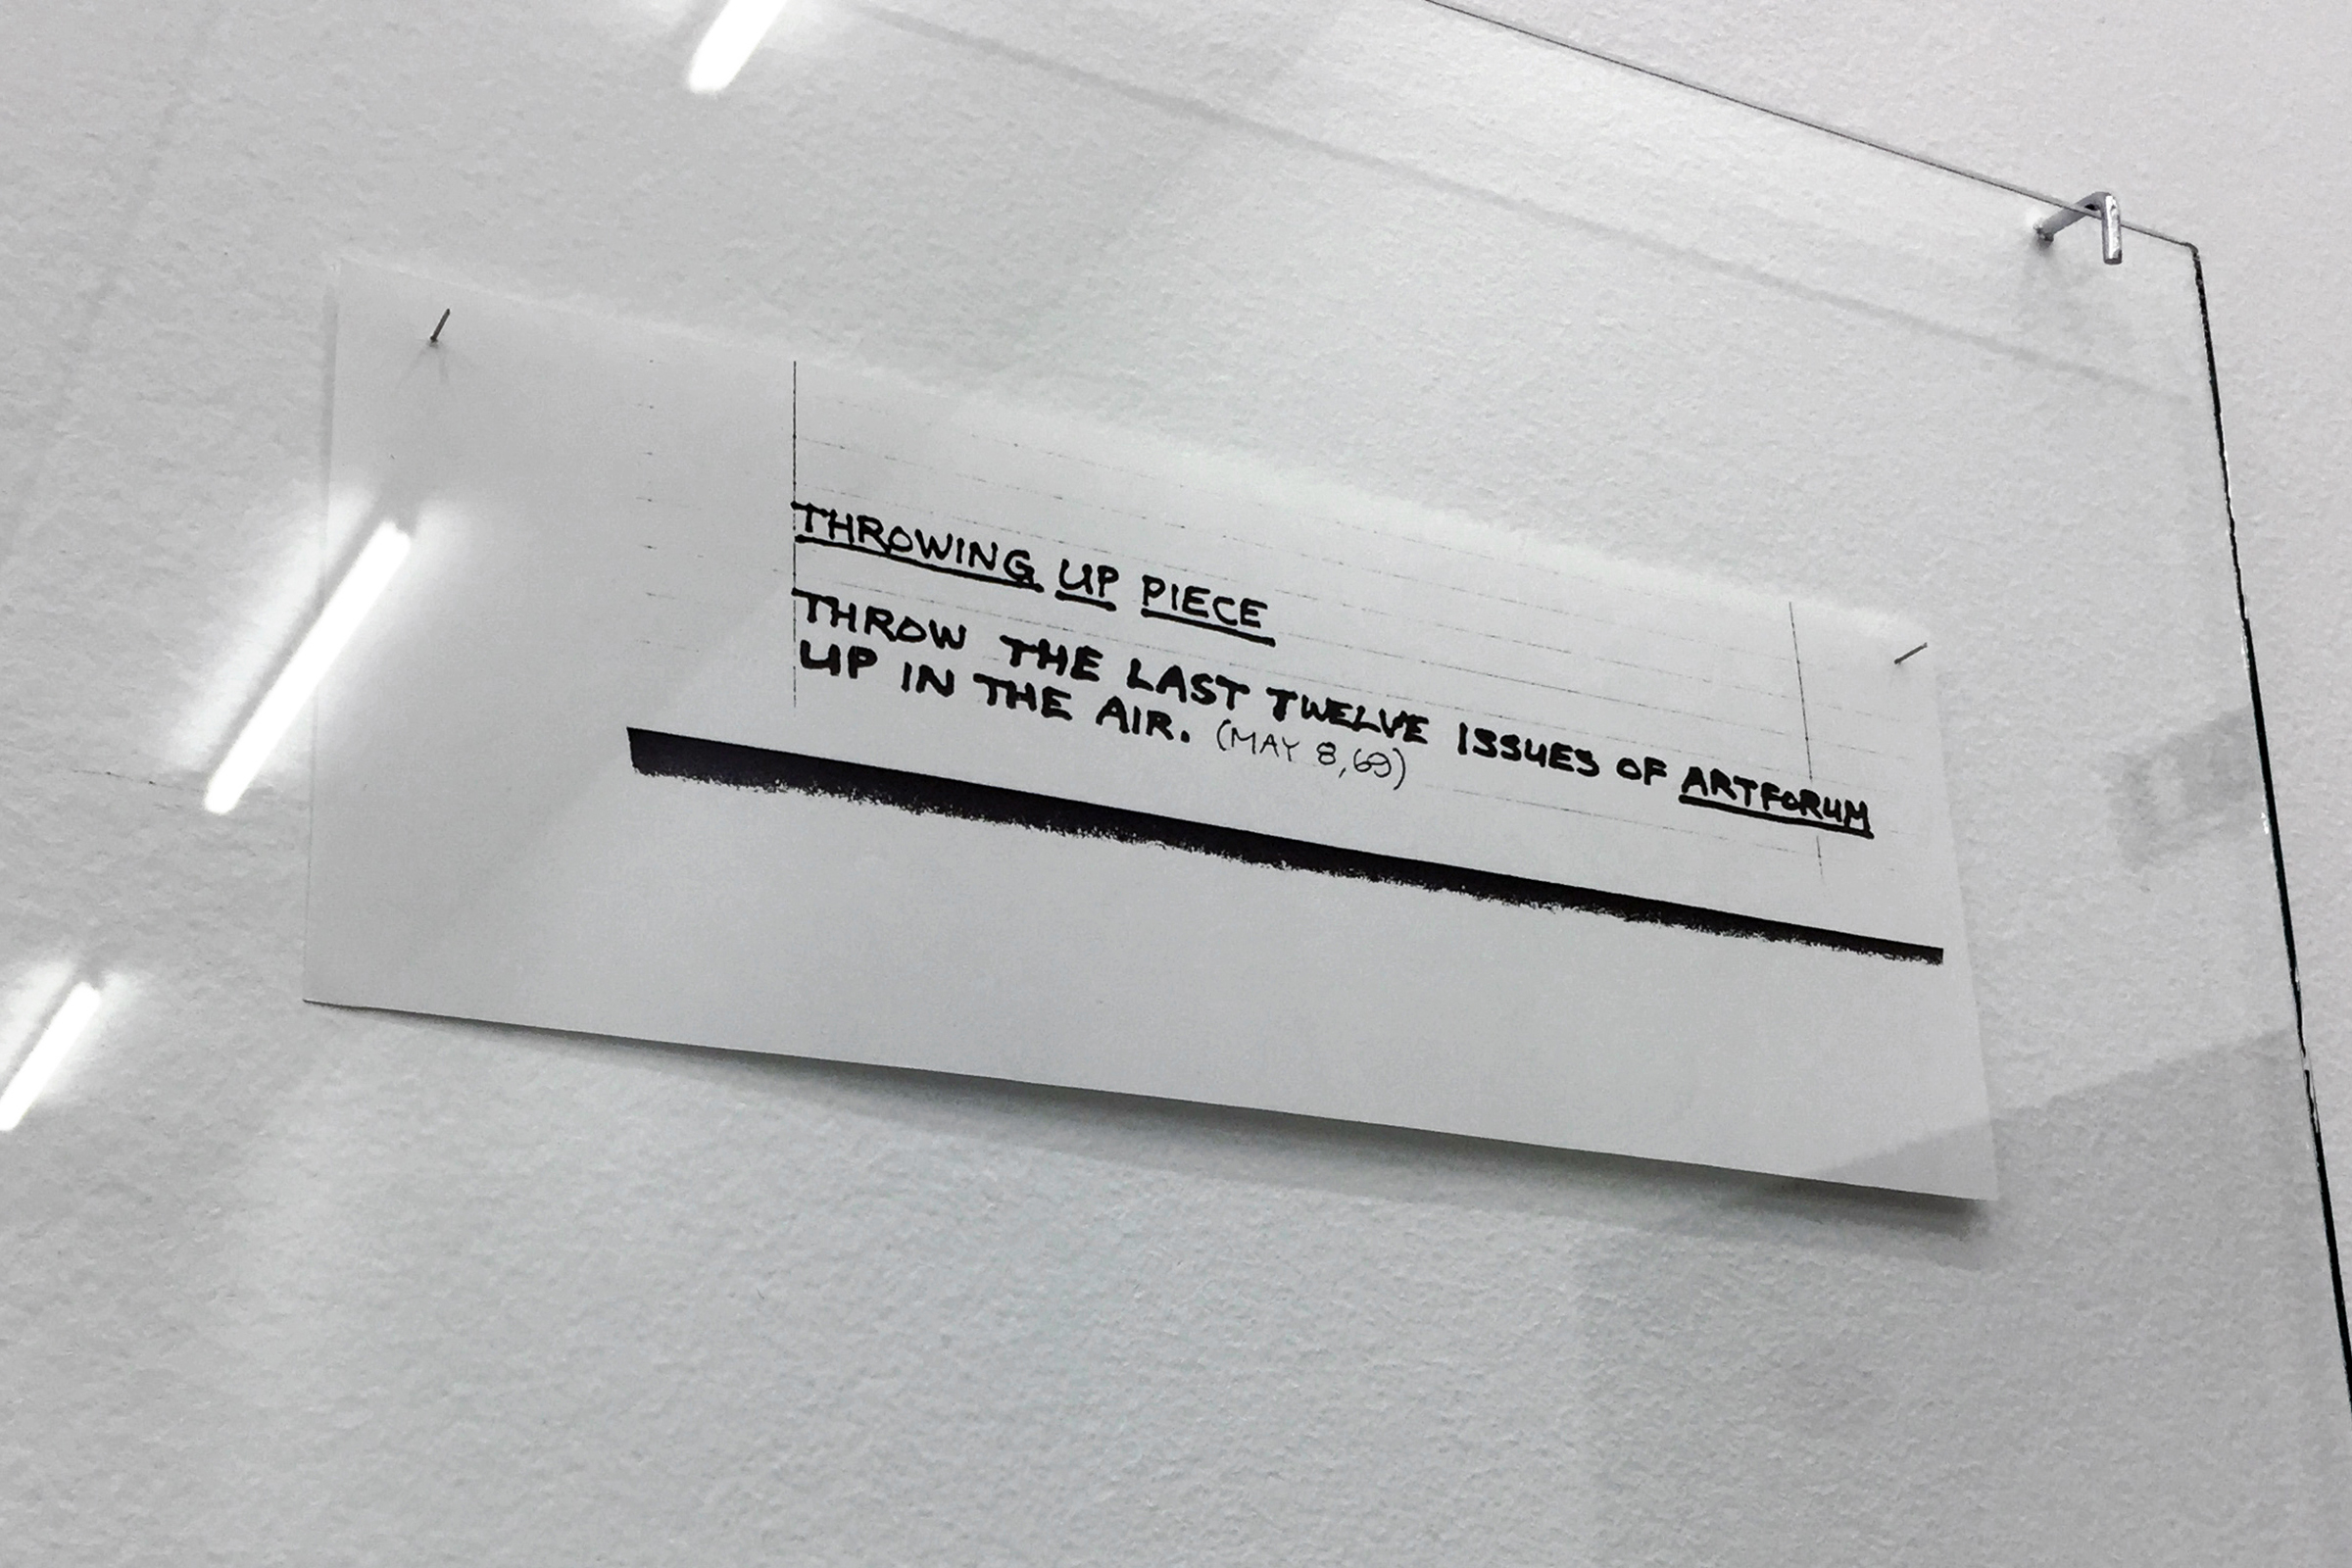 THROWING UP PIECE
THROW THE LAST TWELVE ISSUES OF ARTFORUM
UP IN THE AIR. (MAY 8, 69)